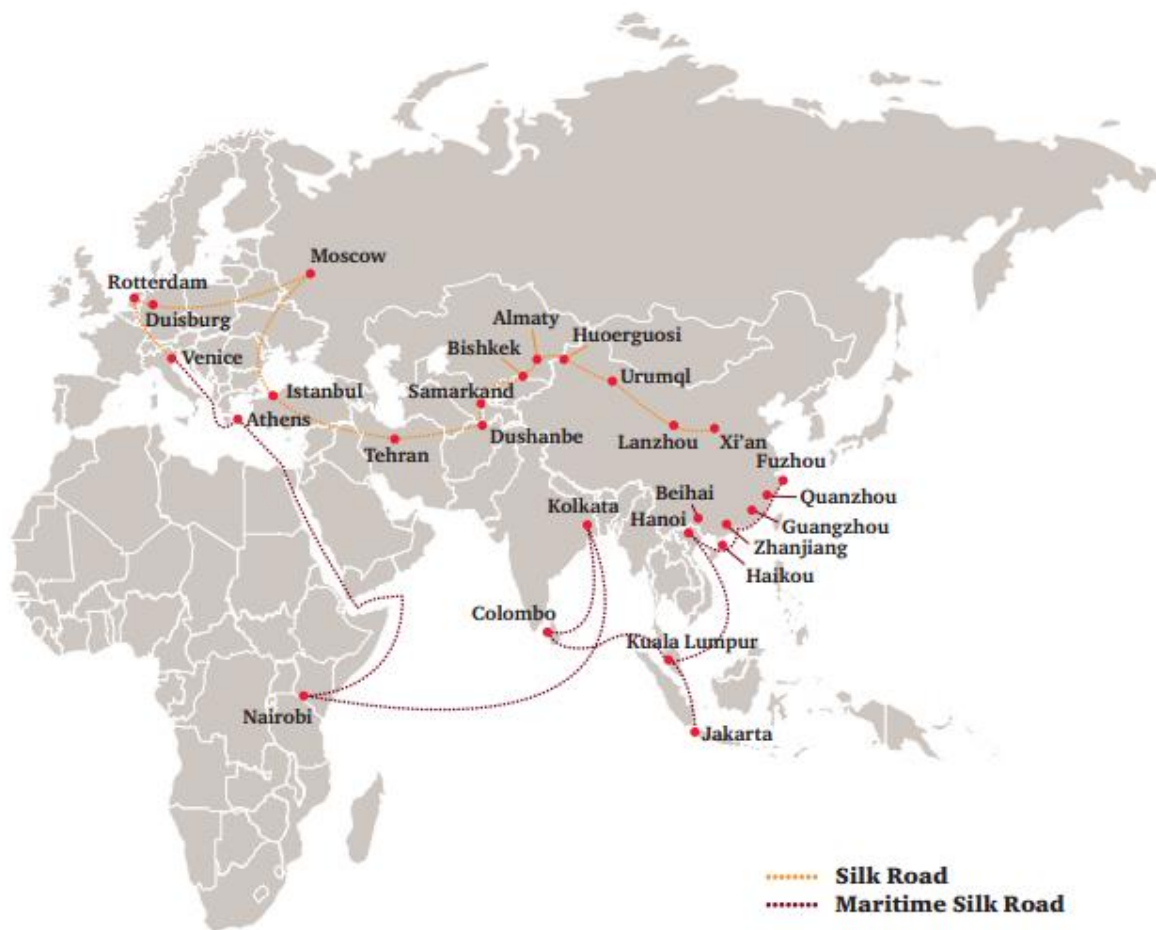 Moscow
Rotterdam
Duisburg
Almaty
Huoerguosi
Bishkek
Venice
Urumql
Istanbul
Samarkand
Athens
Dushanbe
Lanzhou
Xi'an
Tehran
Fuzhou
Beihai
Quanzhou
Kolkata
Hanoi
Guangzhou
Zhanjiang
Haikou
Colombo
Kuala Lumpur
Nairobi
Jakarta
Silk Road
Maritime Silk Road